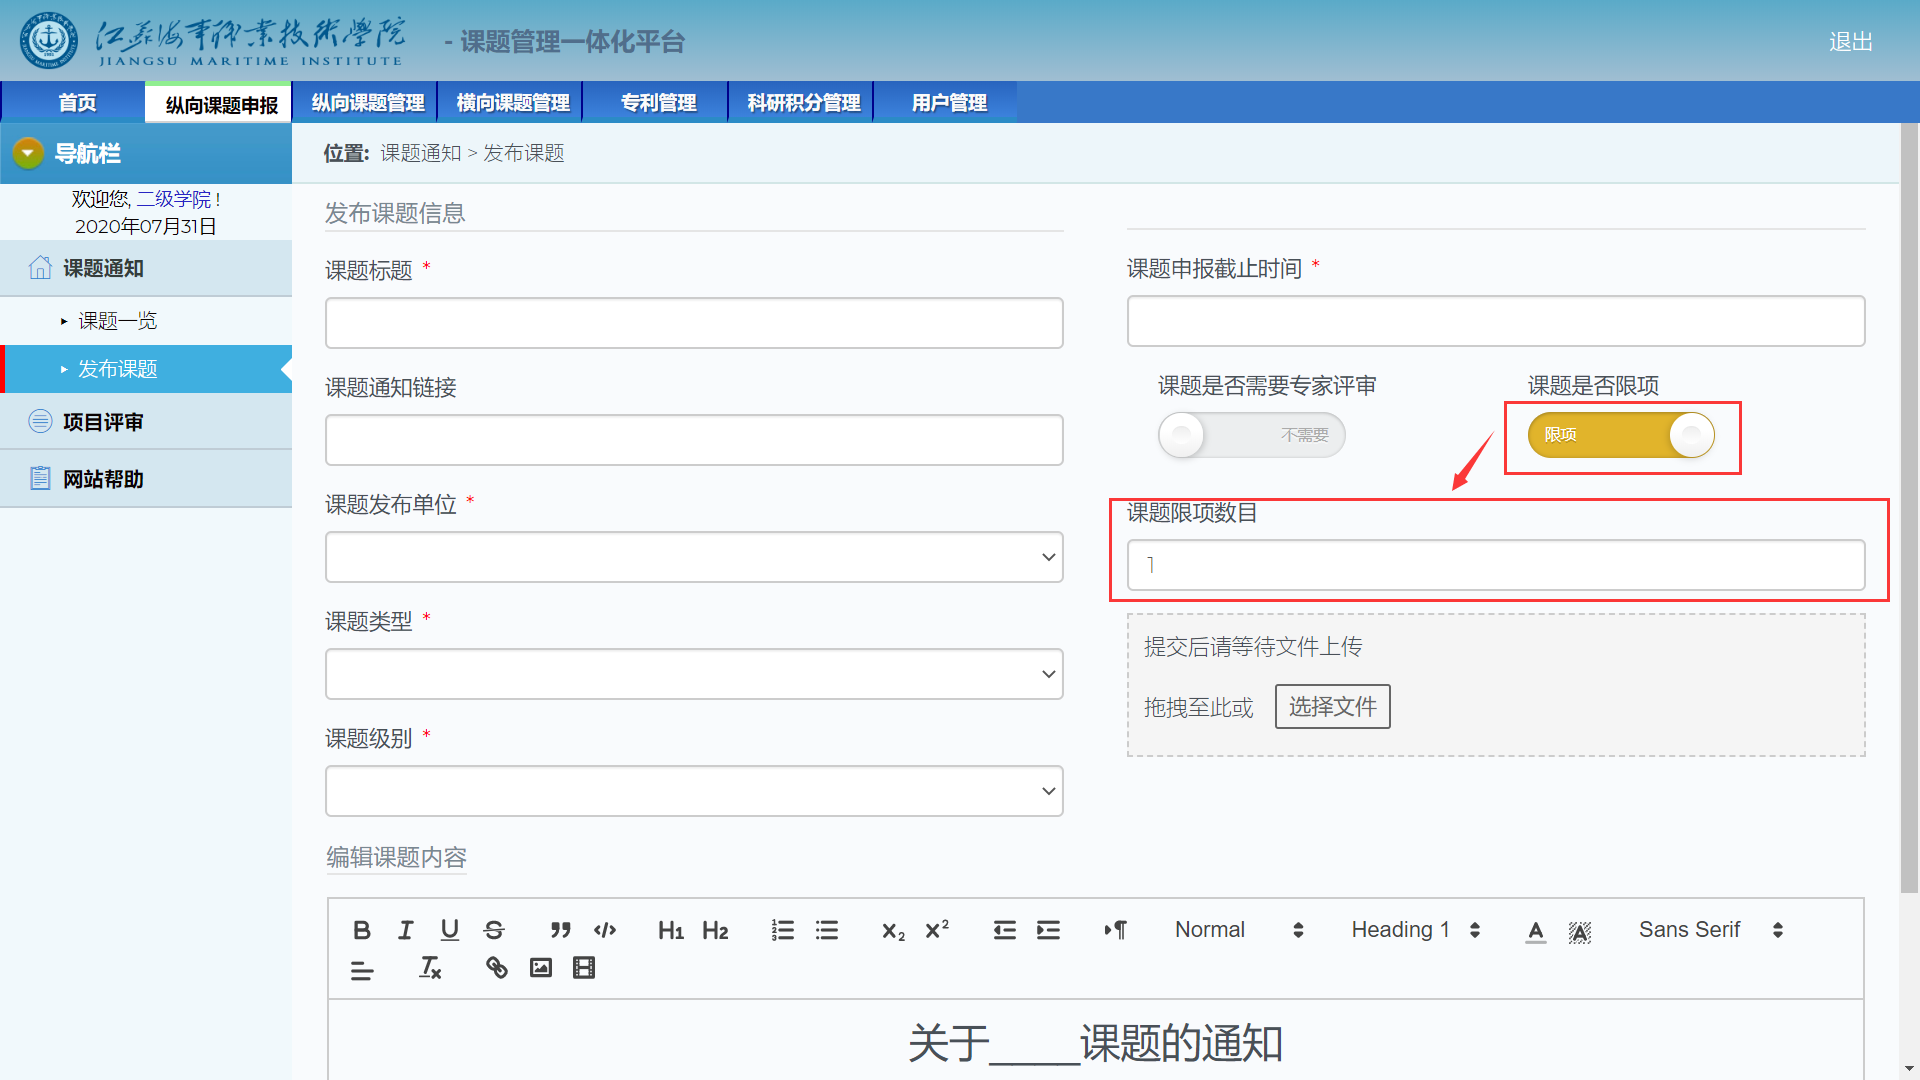 江苏海事职业技术學院
JIANGSU MARITIME INSTITUTE
- 课题管理一体化平台
退出
首页
纵向课题申报
纵向课题管理
横向课题管理
专利管理
科研积分管理
用户管理
导航栏
欢迎您, 二级学院 !
2020年07月31日
课题通知
课题一览
发布课题
项目评审
网站帮助
位置: 课题通知 > 发布课题
发布课题信息
课题标题 *
课题通知链接
课题发布单位 *
课题类型 *
课题级别 *
课题申报截止时间 *
课题是否需要专家评审
不需要
课题是否限项
限项
课题限项数目
1
提交后请等待文件上传
拖拽至此或 选择文件
编辑课题内容
Normal
Heading 1
Sans Serif
关于____课题的通知